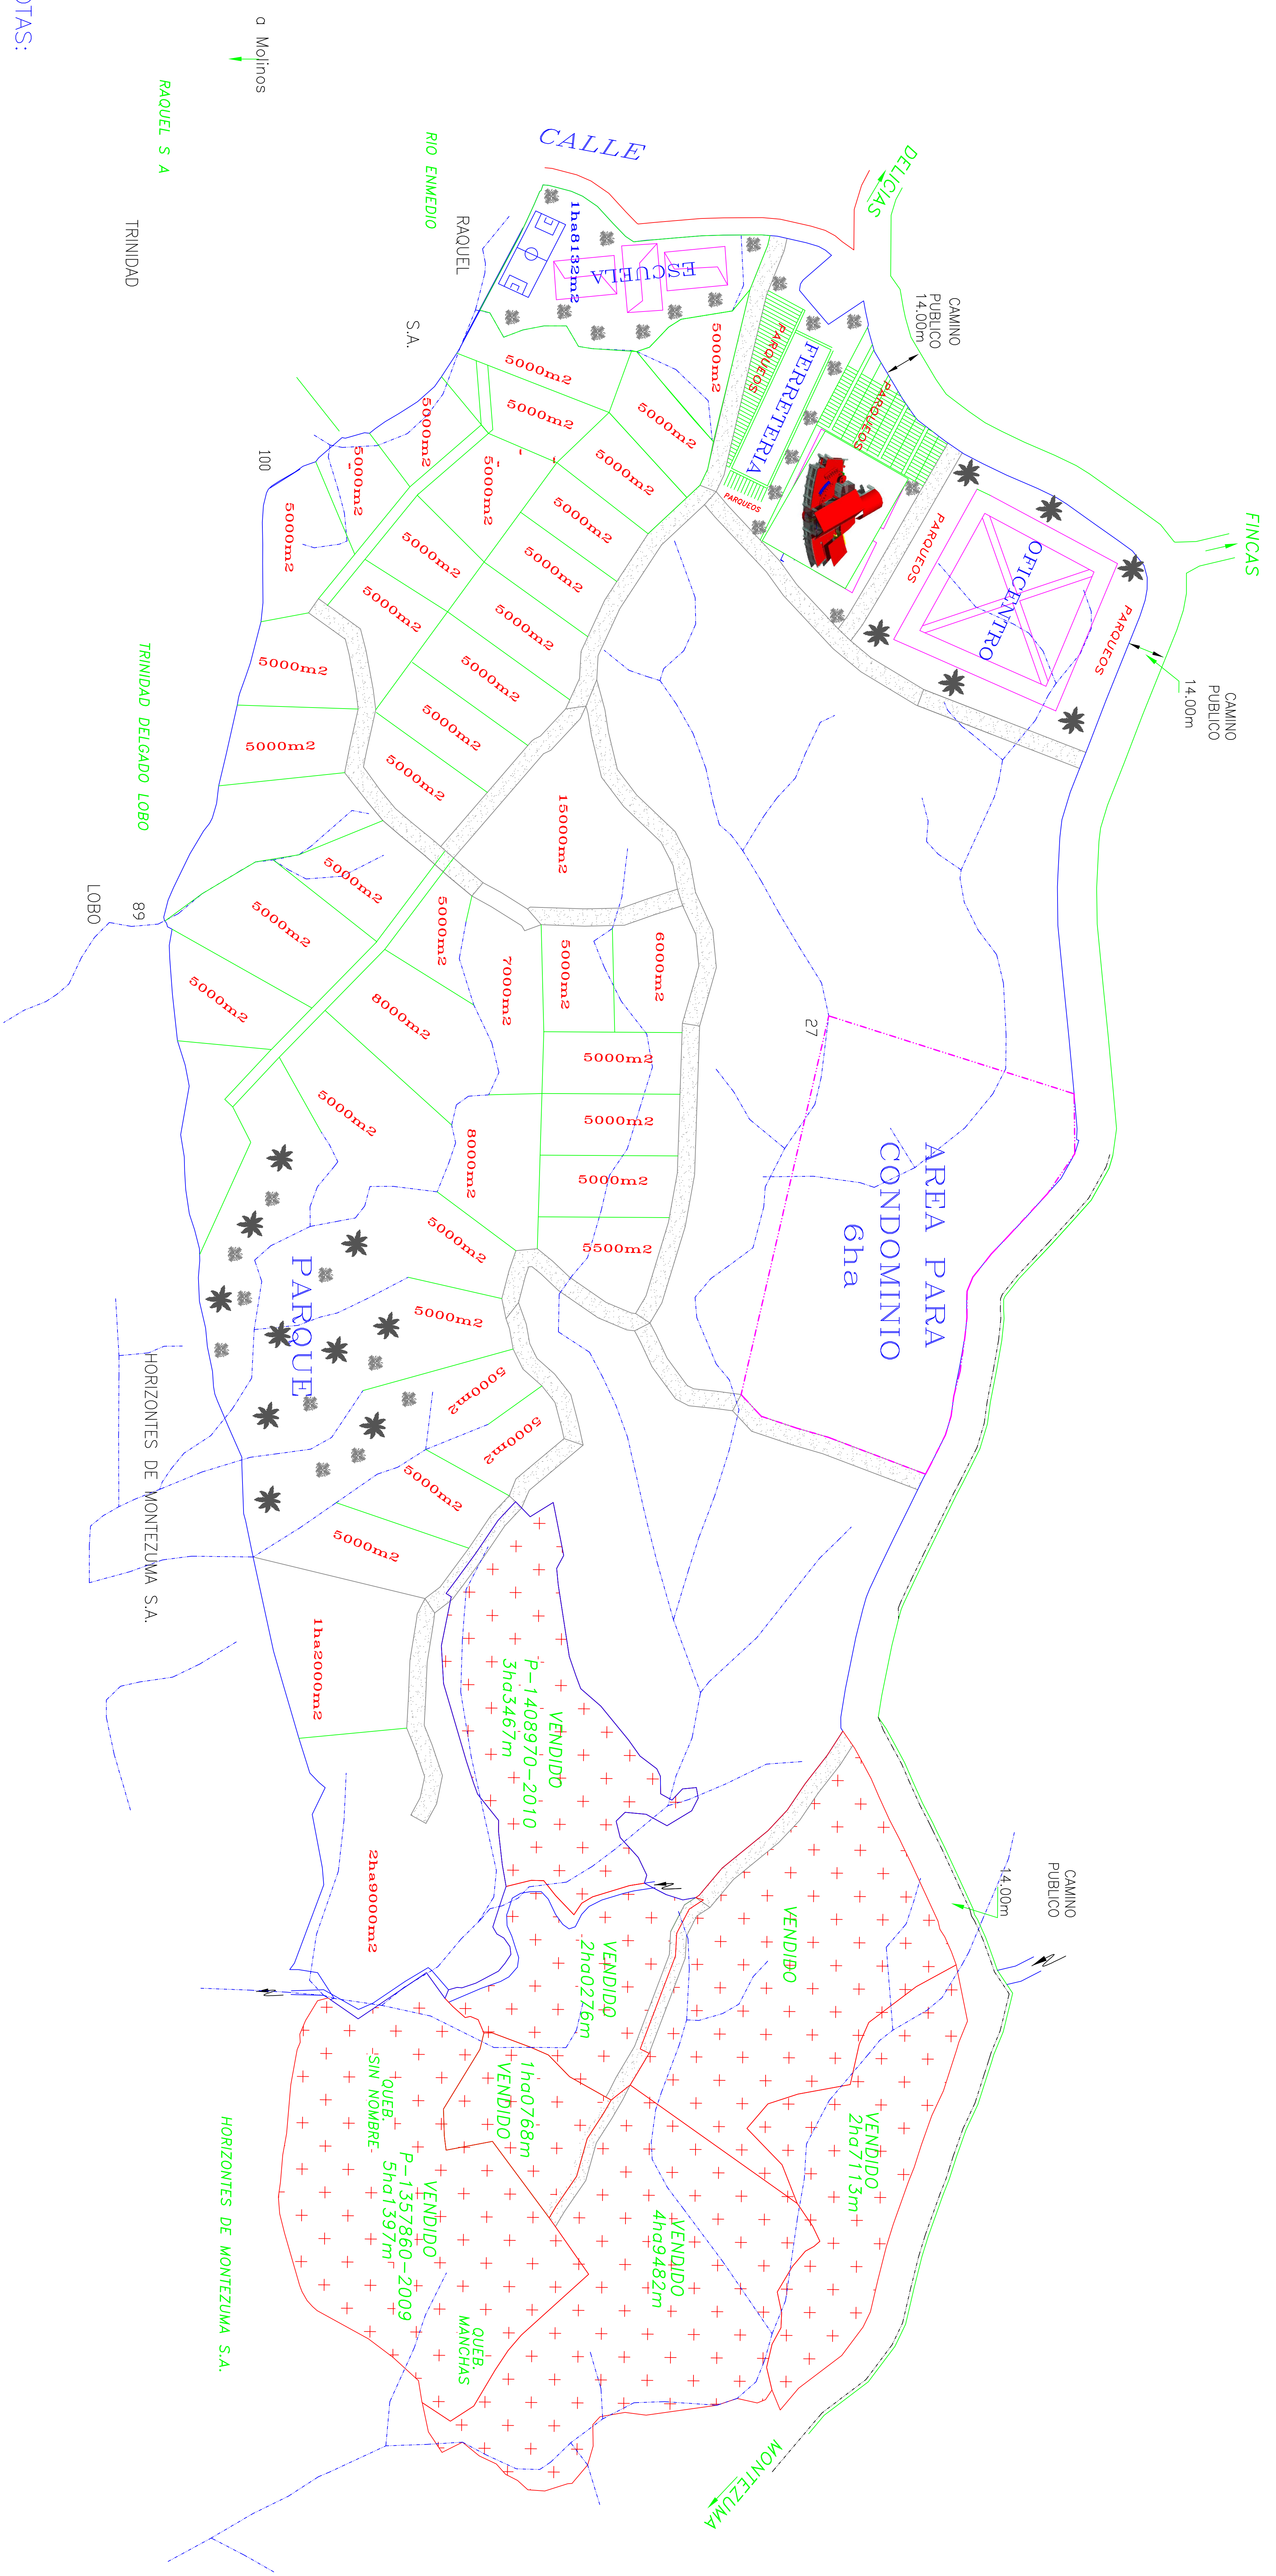 OTAS:
a Molinos
RAQUEL S A
TRINIDAD
RIO ENMEDIO
RAQUEL
S.A.
CALLE
DELICIAS
1ha8132m2
ESCUELA
CAMINO
PUBLICO
14.00m
FINCAS
CAMINO
PUBLICO
14.00m
PARQUEOS
FERRETERIA
PARQUEOS
PARQUEOS
PARQUEOS
OFICENTRO
PARQUEOS
5000m2
5000m2
5000m2
5000m2
5000m2
5000m2
5000m2
5000m2
5000m2
100
5000m2
5000m2
5000m2
5000m2
5000m2
5000m2
5000m2
5000m2
5000m2
5000m2
5000m2
TRINIDAD DELGADO LOBO
LOBO
89
15000m2
5000m2
5000m2
5000m2
5000m2
8000m2
7000m2
5000m2
6000m2
27
5000m2
5000m2
5000m2
5500m2
5000m2
8000m2
5000m2
5000m2
5000m2
5000m2
5000m2
5000m2
AREA PARA
CONDOMINIO
6ha
PARQUE
HORIZONTES DE MONTEZUMA S.A.
1ha2000m2
2ha9000m2
VENDIDO
P-1408970-2010
3ha3467m
CAMINO
PUBLICO
14.00m
VENDIDO
VENDIDO
2ha0276m
1ha0768m
VENDIDO
VENDIDO
2ha7113m
VENDIDO
4ha9482m
QUEB.
SIN NOMBRE
VENDIDO
P-1357860-2009
5ha1397m
QUEB.
MANCHAS
HORIZONTES DE MONTEZUMA S.A.
MONTEZUMA